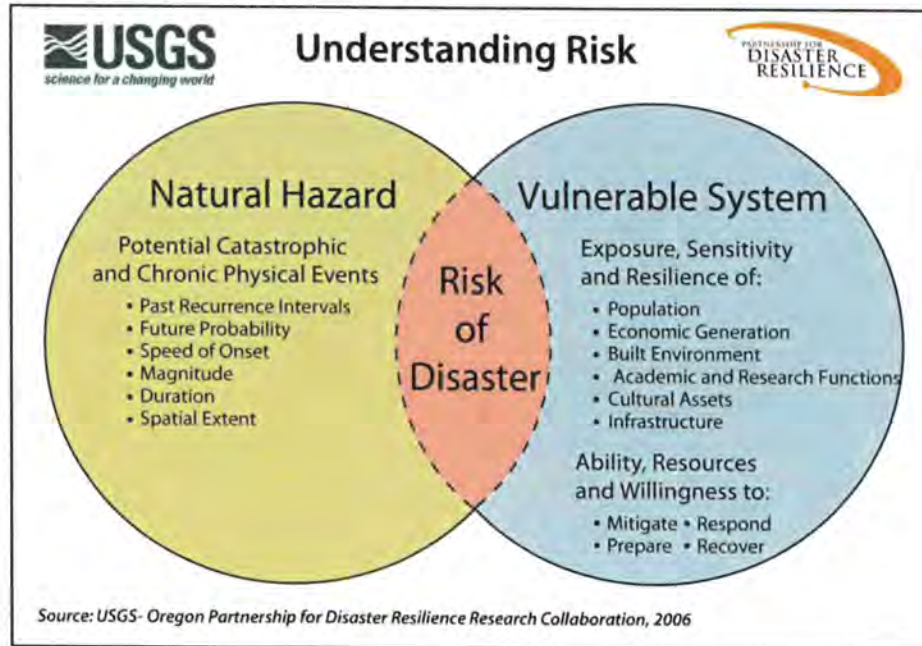 USGS
science for a changing world
Understanding Risk
PARTNERSHIP FOR
DISASTER
RESILIENCE
Natural Hazard
Potential Catastrophic
and Chronic Physical Events
• Past Recurrence Intervals
• Future Probability
• Speed of Onset
• Magnitude
• Duration
• Spatial Extent
Risk
of
Disaster
Vulnerable System
Exposure, Sensitivity
and Resilience of:
• Population
• Economic Generation
• Built Environment
• Academic and Research Functions
• Cultural Assets
• Infrastructure
Ability, Resources
and Willingness to:
• Mitigate • Respond
• Prepare • Recover
Source: USGS- Oregon Partnership for Disaster Resilience Research Collaboration, 2006